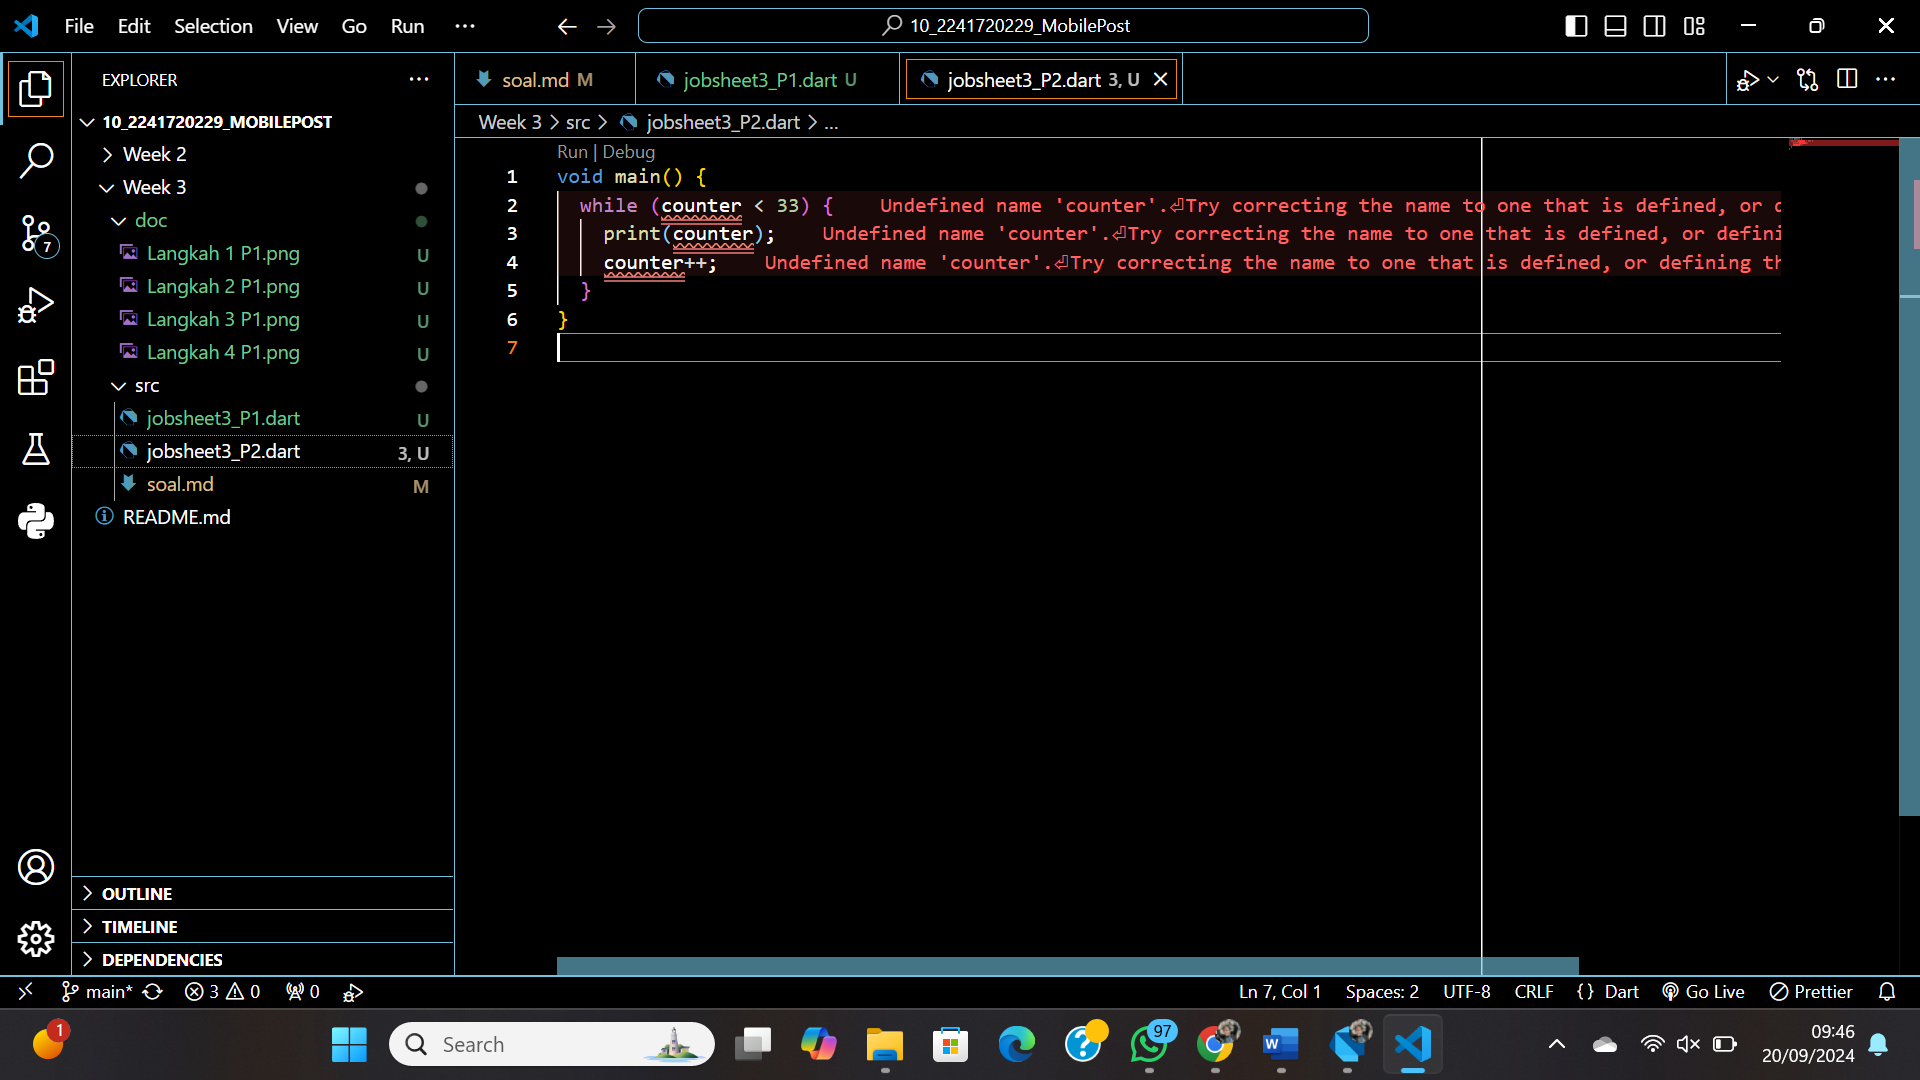 File Edit Selection View Go Run ··· 10_2241720229_MobilePost
EXPLORER ···
10_2241720229_MOBILEPOST
Week 2
Week 3
doc
Langkah 1 P1.png U
Langkah 2 P1.png U
Langkah 3 P1.png U
Langkah 4 P1.png U
src
jobsheet3_P1.dart U
jobsheet3_P2.dart 3, U
soal.md M
README.md
OUTLINE
TIMELINE
DEPENDENCIES
7
soal.md M jobsheet3_P1.dart U jobsheet3_P2.dart 3, U
Week 3 > src > jobsheet3_P2.dart > ...
Run | Debug
1 void main() {
2 while (counter < 33) { Undefined name 'counter'.⏎Try correcting the name to one that is defined, or d
3 print(counter); Undefined name 'counter'.⏎Try correcting the name to one that is defined, or defini
4 counter++; Undefined name 'counter'.⏎Try correcting the name to one that is defined, or defining th
5 }
6 }
7
main* 3 0 0 Ln 7, Col 1 Spaces: 2 UTF-8 CRLF {} Dart Go Live Prettier
1 Search 97 09:46
20/09/2024